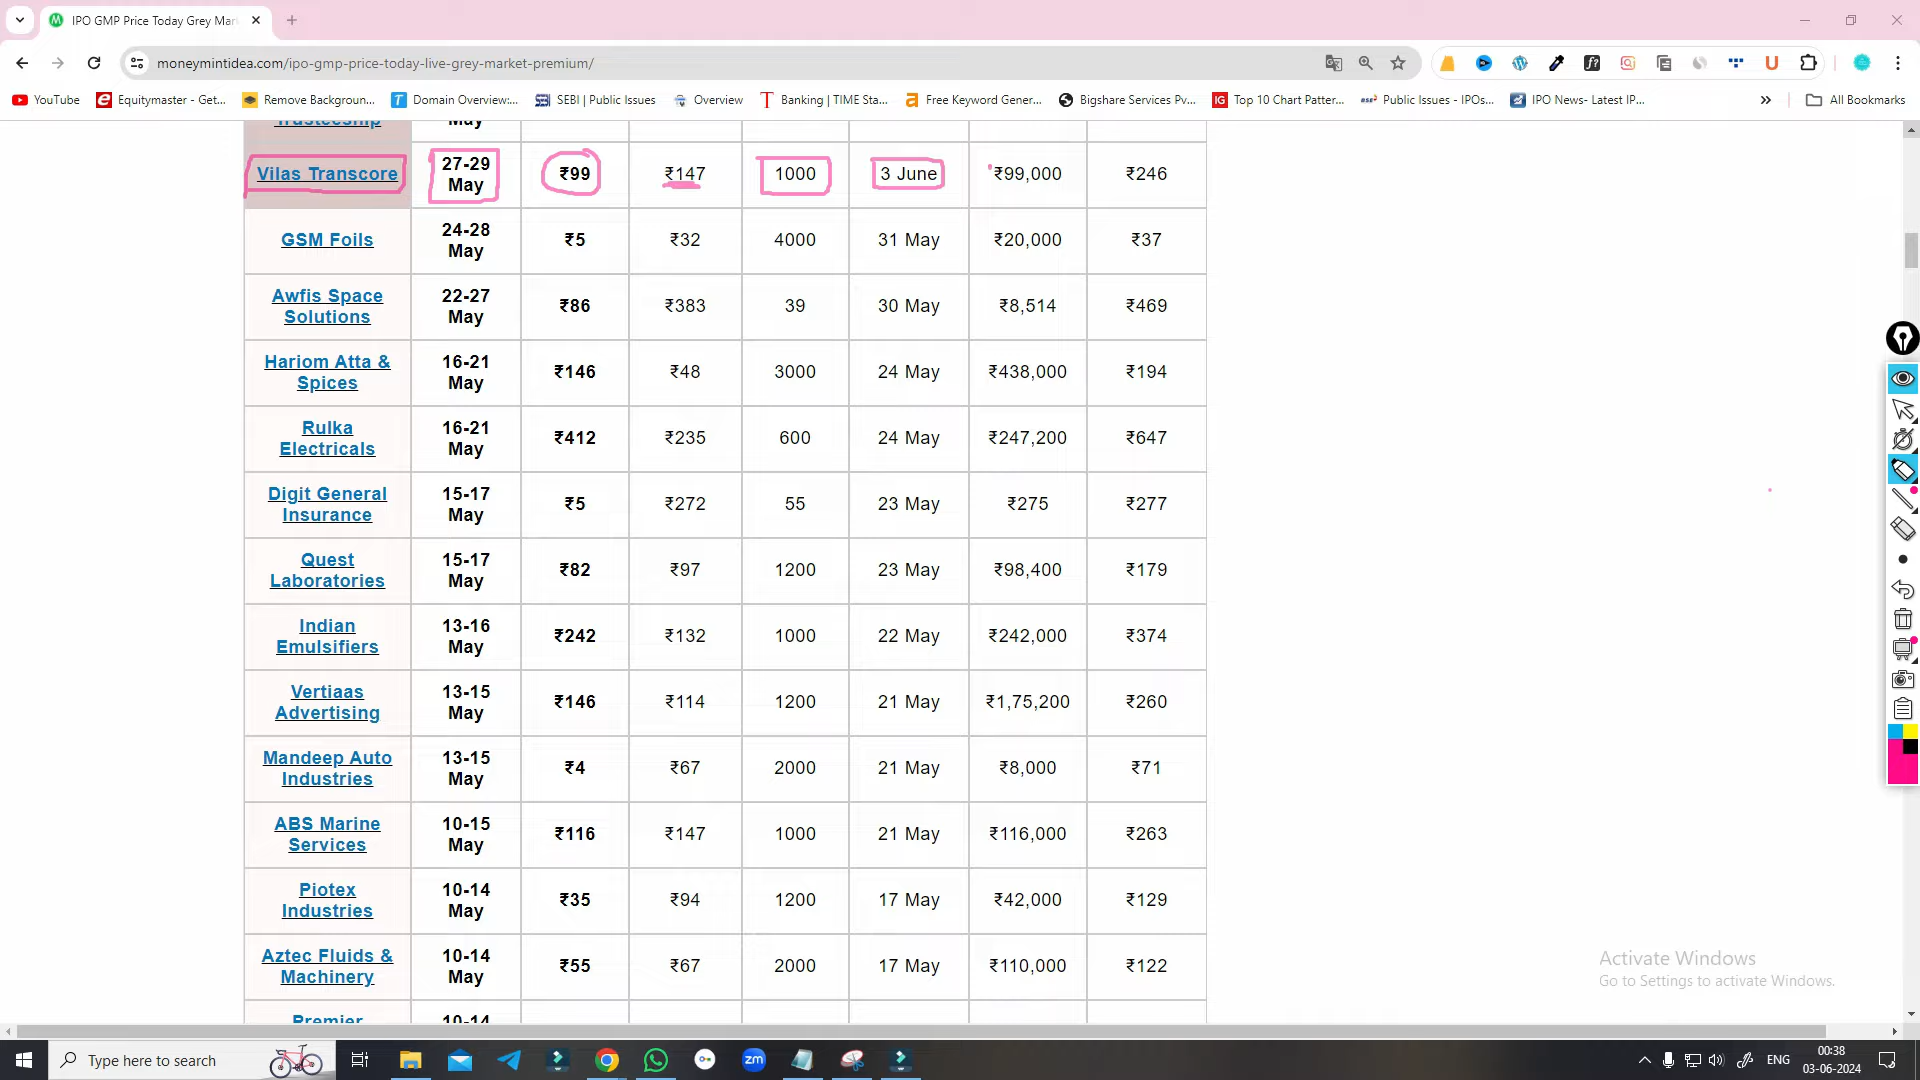 IPO GMP Price Today Grey Mar
moneymintidea.com/ipo-gmp-price-today-live-grey-market-premium/
YouTube
Equitymaster - Get...
Remove Backgroun...
Domain Overview:...
SEBI | Public Issues
Overview
Banking | TIME Sta...
Free Keyword Gener...
Bigshare Services Pv...
Top 10 Chart Patter...
Public Issues - IPOs...
IPO News- Latest IP...
All Bookmarks
Trusteeship
May
Vilas Transcore 27-29 May ₹99 ₹147 1000 3 June ₹99,000 ₹246
GSM Foils 24-28 May ₹5 ₹32 4000 31 May ₹20,000 ₹37
Awfis Space Solutions 22-27 May ₹86 ₹383 39 30 May ₹8,514 ₹469
Hariom Atta & Spices 16-21 May ₹146 ₹48 3000 24 May ₹438,000 ₹194
Rulka Electricals 16-21 May ₹412 ₹235 600 24 May ₹247,200 ₹647
Digit General Insurance 15-17 May ₹5 ₹272 55 23 May ₹275 ₹277
Quest Laboratories 15-17 May ₹82 ₹97 1200 23 May ₹98,400 ₹179
Indian Emulsifiers 13-16 May ₹242 ₹132 1000 22 May ₹242,000 ₹374
Vertiaas Advertising 13-15 May ₹146 ₹114 1200 21 May ₹1,75,200 ₹260
Mandeep Auto Industries 13-15 May ₹4 ₹67 2000 21 May ₹8,000 ₹71
ABS Marine Services 10-15 May ₹116 ₹147 1000 21 May ₹116,000 ₹263
Piotex Industries 10-14 May ₹35 ₹94 1200 17 May ₹42,000 ₹129
Aztec Fluids & Machinery 10-14 May ₹55 ₹67 2000 17 May ₹110,000 ₹122
Premier 10-14
Activate Windows
Go to Settings to activate Windows.
Type here to search
ENG
00:38
03-06-2024